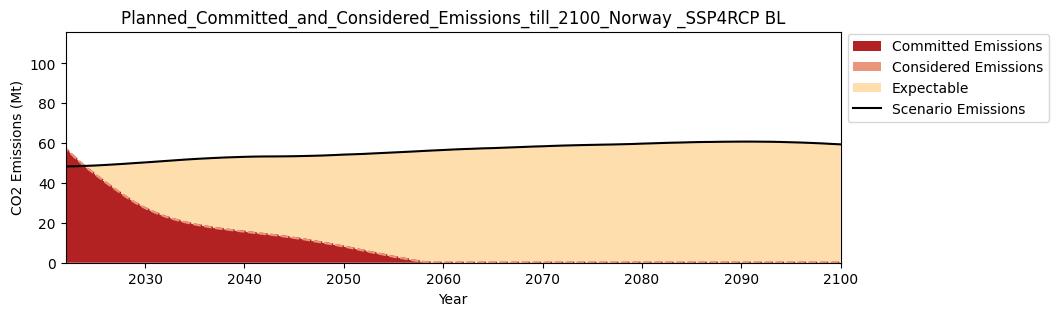 Planned_Committed_and_Considered_Emissions_till_2100_Norway _SSP4RCP BL
Committed Emissions
Considered Emissions
Expectable
Scenario Emissions
CO2 Emissions (Mt)
100
80
60
40
20
0
2030 2040 2050 2060 2070 2080 2090 2100
Year